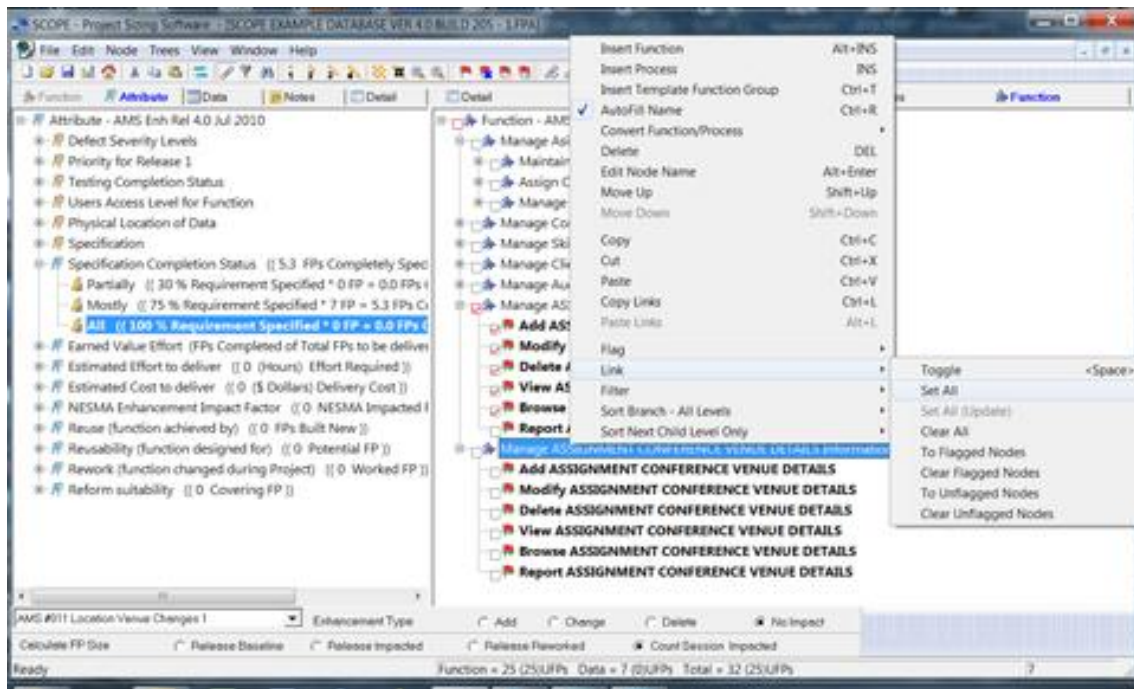 SCOPE - Project Sizing Software - [SCOPE EXAMPLE DATABASE VER 4.0 BUILD 205 - 1.FPA]
File Edit Node Trees View Window Help
Function Attribute Data Notes Detail
Detail Function
Attribute - AMS Enh Rel 4.0 Jul 2010
Defect Severity Levels
Priority for Release 1
Testing Completion Status
Users Access Level for Function
Physical Location of Data
Specification
Specification Completion Status (( 5.3 FPs Completely Spec
Partially (( 30 % Requirement Specified * 0 FP = 0.0 FPs
Mostly (( 75 % Requirement Specified * 7 FP = 5.3 FPs C
All (( 100 % Requirement Specified * 0 FP = 0.0 FPs
Earned Value Effort (FPs Completed of Total FPs to be deliver
Estimated Effort to deliver (( 0 (Hours) Effort Required ))
Estimated Cost to deliver (( 0 ($ Dollars) Delivery Cost ))
NESMA Enhancement Impact Factor (( 0 NESMA Impacted
Reuse (function achieved by) (( 0 FPs Built New ))
Reusability (function designed for) (( 0 Potential FP ))
Rework (function changed during Project) (( 0 Worked FP ))
Reform suitability (( 0 Covering FP ))
Function - AMS
Manage Asi
Maintain
Assign C
Manage
Manage Co
Manage Ski
Manage Cli
Manage Au
Manage AS
Add AS
Modify
Delete
View AS
Browse
Report
Manage ASSIGNMENT CONFERENCE VENUE DETAILS Information
Add ASSIGNMENT CONFERENCE VENUE DETAILS
Modify ASSIGNMENT CONFERENCE VENUE DETAILS
Delete ASSIGNMENT CONFERENCE VENUE DETAILS
View ASSIGNMENT CONFERENCE VENUE DETAILS
Browse ASSIGNMENT CONFERENCE VENUE DETAILS
Report ASSIGNMENT CONFERENCE VENUE DETAILS
Insert Function Alt+INS
Insert Process INS
Insert Template Function Group Ctrl+T
AutoFill Name Ctrl+R
Convert Function/Process
Delete DEL
Edit Node Name Alt+Enter
Move Up Shift+Up
Move Down Shift+Down
Copy Ctrl+C
Cut Ctrl+X
Paste Ctrl+V
Copy Links Ctrl+L
Paste Links Alt+L
Flag
Link
Filter
Sort Branch - All Levels
Sort Next Child Level Only
Toggle <Space>
Set All
Set All (Update)
Clear All
To Flagged Nodes
Clear Flagged Nodes
To Unflagged Nodes
Clear Unflagged Nodes
AMS #011 Location Venue Changes 1 Enhancement Type Add Change Delete No Impact
Calculate FP Size Release Baseline Release Impacted Release Reworked Count Session Impacted
Ready Function = 25 (25)UFPs Data = 7 (0)UFPs Total = 32 (25)UFPs 7